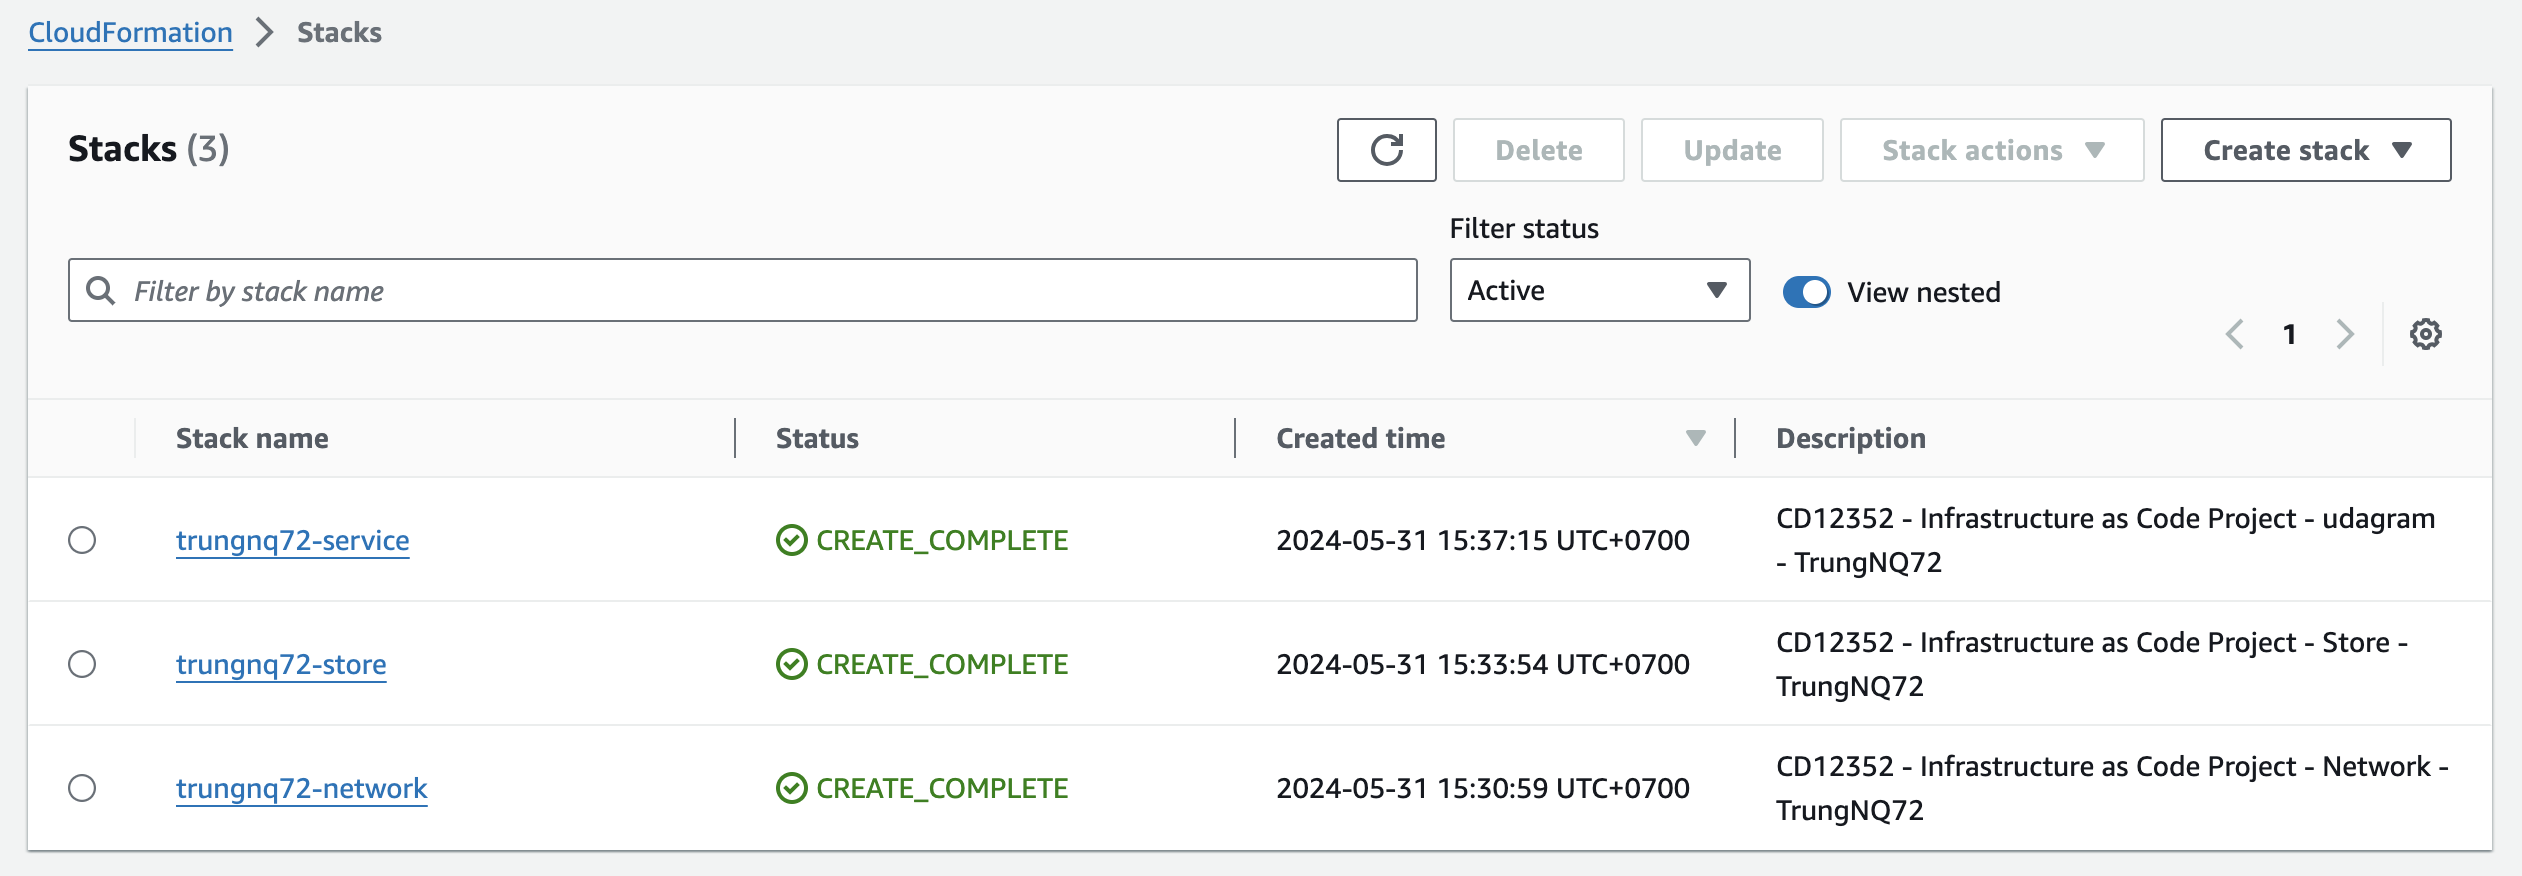 CloudFormation > Stacks
Stacks (3)
Delete
Update
Stack actions
Create stack
Filter status
Filter by stack name
Active
View nested
1
Stack name
Status
Created time
Description
trungnq72-service
CREATE_COMPLETE
2024-05-31 15:37:15 UTC+0700
CD12352 - Infrastructure as Code Project - udagram
- TrungNQ72
trungnq72-store
CREATE_COMPLETE
2024-05-31 15:33:54 UTC+0700
CD12352 - Infrastructure as Code Project - Store -
TrungNQ72
trungnq72-network
CREATE_COMPLETE
2024-05-31 15:30:59 UTC+0700
CD12352 - Infrastructure as Code Project - Network -
TrungNQ72